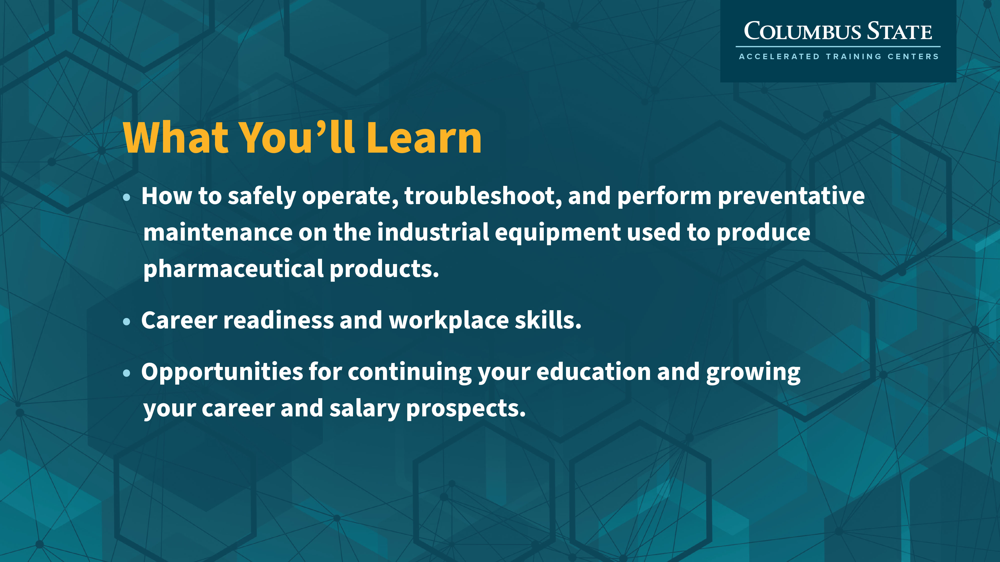 COLUMBUS STATE
ACCELERATED TRAINING CENTERS
What You’ll Learn
• How to safely operate, troubleshoot, and perform preventative
maintenance on the industrial equipment used to produce
pharmaceutical products.
• Career readiness and workplace skills.
• Opportunities for continuing your education and growing
your career and salary prospects.